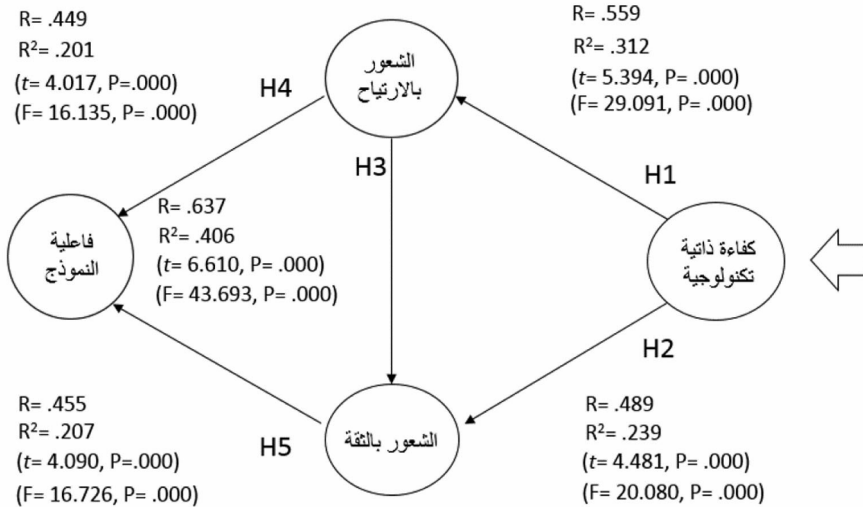 R= .449
R²= .201
(t= 4.017, P=.000)
(F= 16.135, P= .000)
H4
الشعور
بالارتياح
R= .559
R²= .312
(t= 5.394, P= .000)
(F= 29.091, P= .000)
H3
H1
فاعلية
النموذج
R= .637
R²= .406
(t= 6.610, P= .000)
(F= 43.693, P= .000)
كفاءة ذاتية
تكنولوجية
H2
R= .455
R²= .207
(t= 4.090, P=.000)
(F= 16.726, P= .000)
H5
الشعور بالثقة
R= .489
R²= .239
(t= 4.481, P= .000)
(F= 20.080, P= .000)